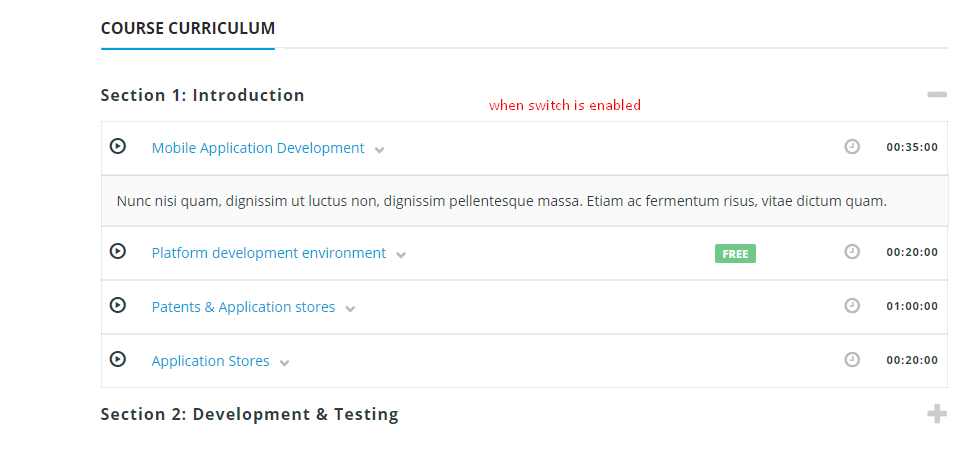 COURSE CURRICULUM
Section 1: Introduction
when switch is enabled
Mobile Application Development 00:35:00
Nunc nisi quam, dignissim ut luctus non, dignissim pellentesque massa. Etiam ac fermentum risus, vitae dictum quam.
Platform development environment FREE 00:20:00
Patents & Application stores 01:00:00
Application Stores 00:20:00
Section 2: Development & Testing